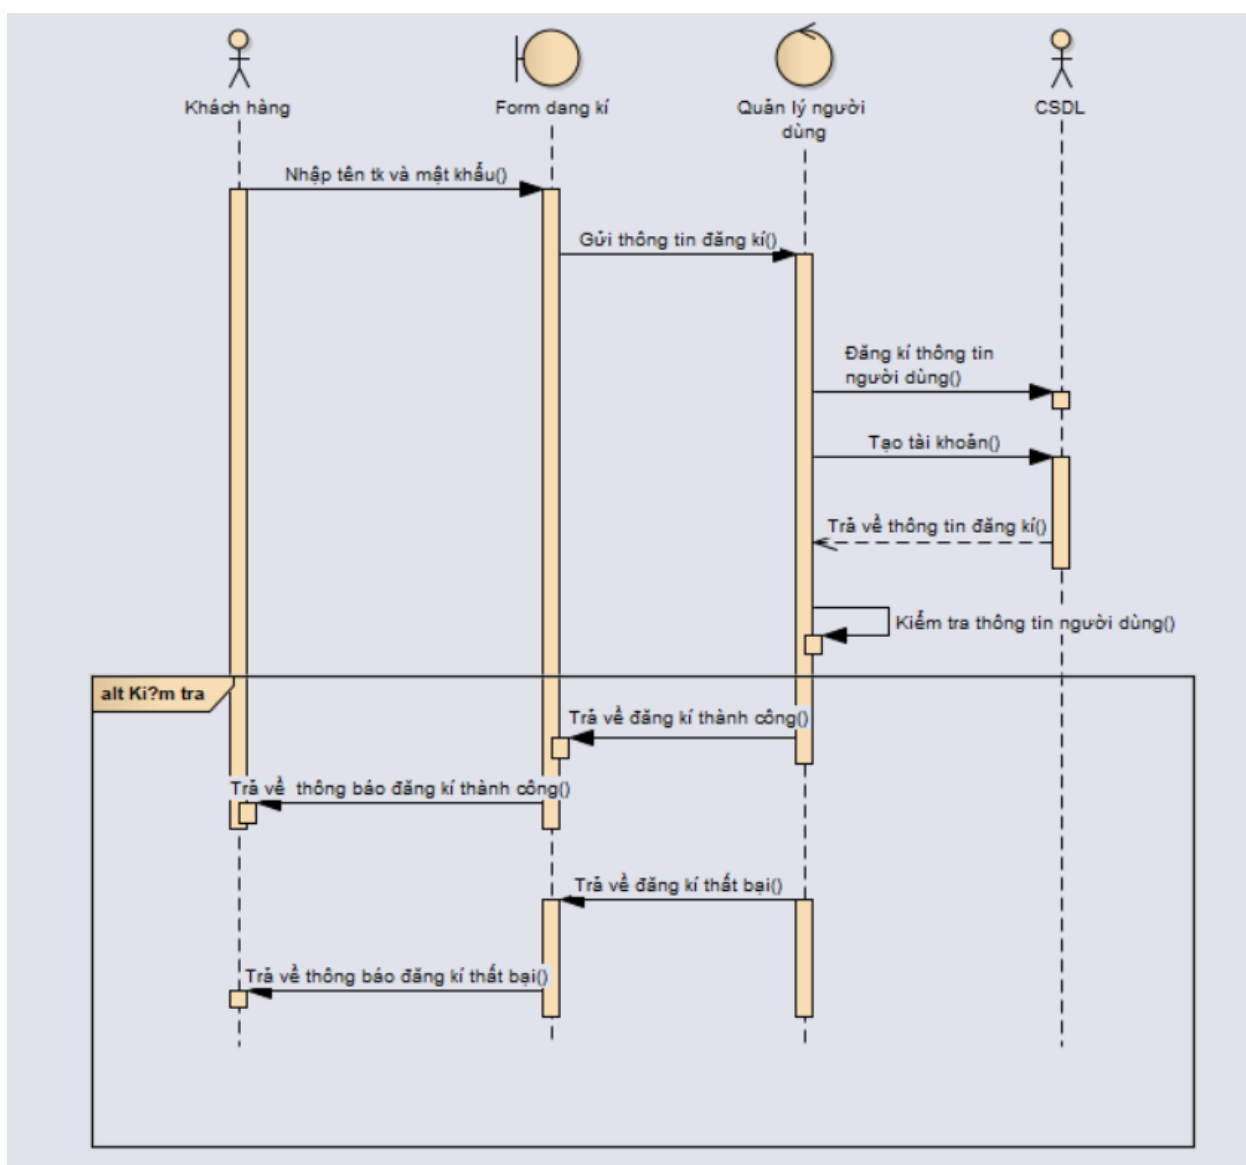 Khách hàng
Form dang kí
Quản lý người
dùng
CSDL
Nhập tên tk và mật khẩu()
Gửi thông tin đăng kí()
Đăng kí thông tin
người dùng()
Tạo tài khoản()
Trả về thông tin đăng kí()
Kiểm tra thông tin người dùng()
alt Ki?m tra
Trả về đăng kí thành công()
Trả về  thông báo đăng kí thành công()
Trả về đăng kí thất bại()
Trả về thông báo đăng kí thất bại()